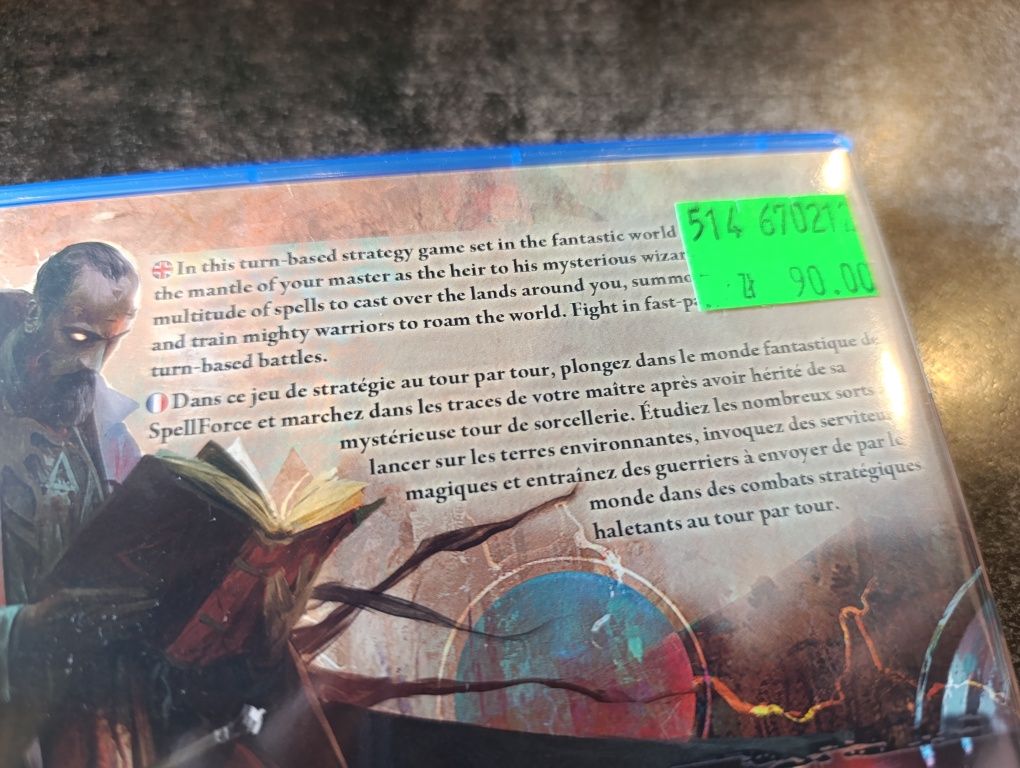 In this turn-based strategy game set in the fantastic world
the mantle of your master as the heir to his mysterious
multitude of spells to cast over the lands around you,
and train mighty warriors to roam the world. Fight in
turn-based battles.
514 67021
zł 90.00
Dans ce jeu de stratégie au tour par tour, plongez dans le monde fantastique de
SpellForce et marchez dans les traces de votre maître après avoir hérité de sa
mystérieuse tour de sorcellerie. Étudiez les nombreux sorts
lancer sur les terres environnantes, invoquez des
magiques et entraînez des guerriers à envoyer de par le
monde dans des combats stratégiques
haletants au tour par tour.